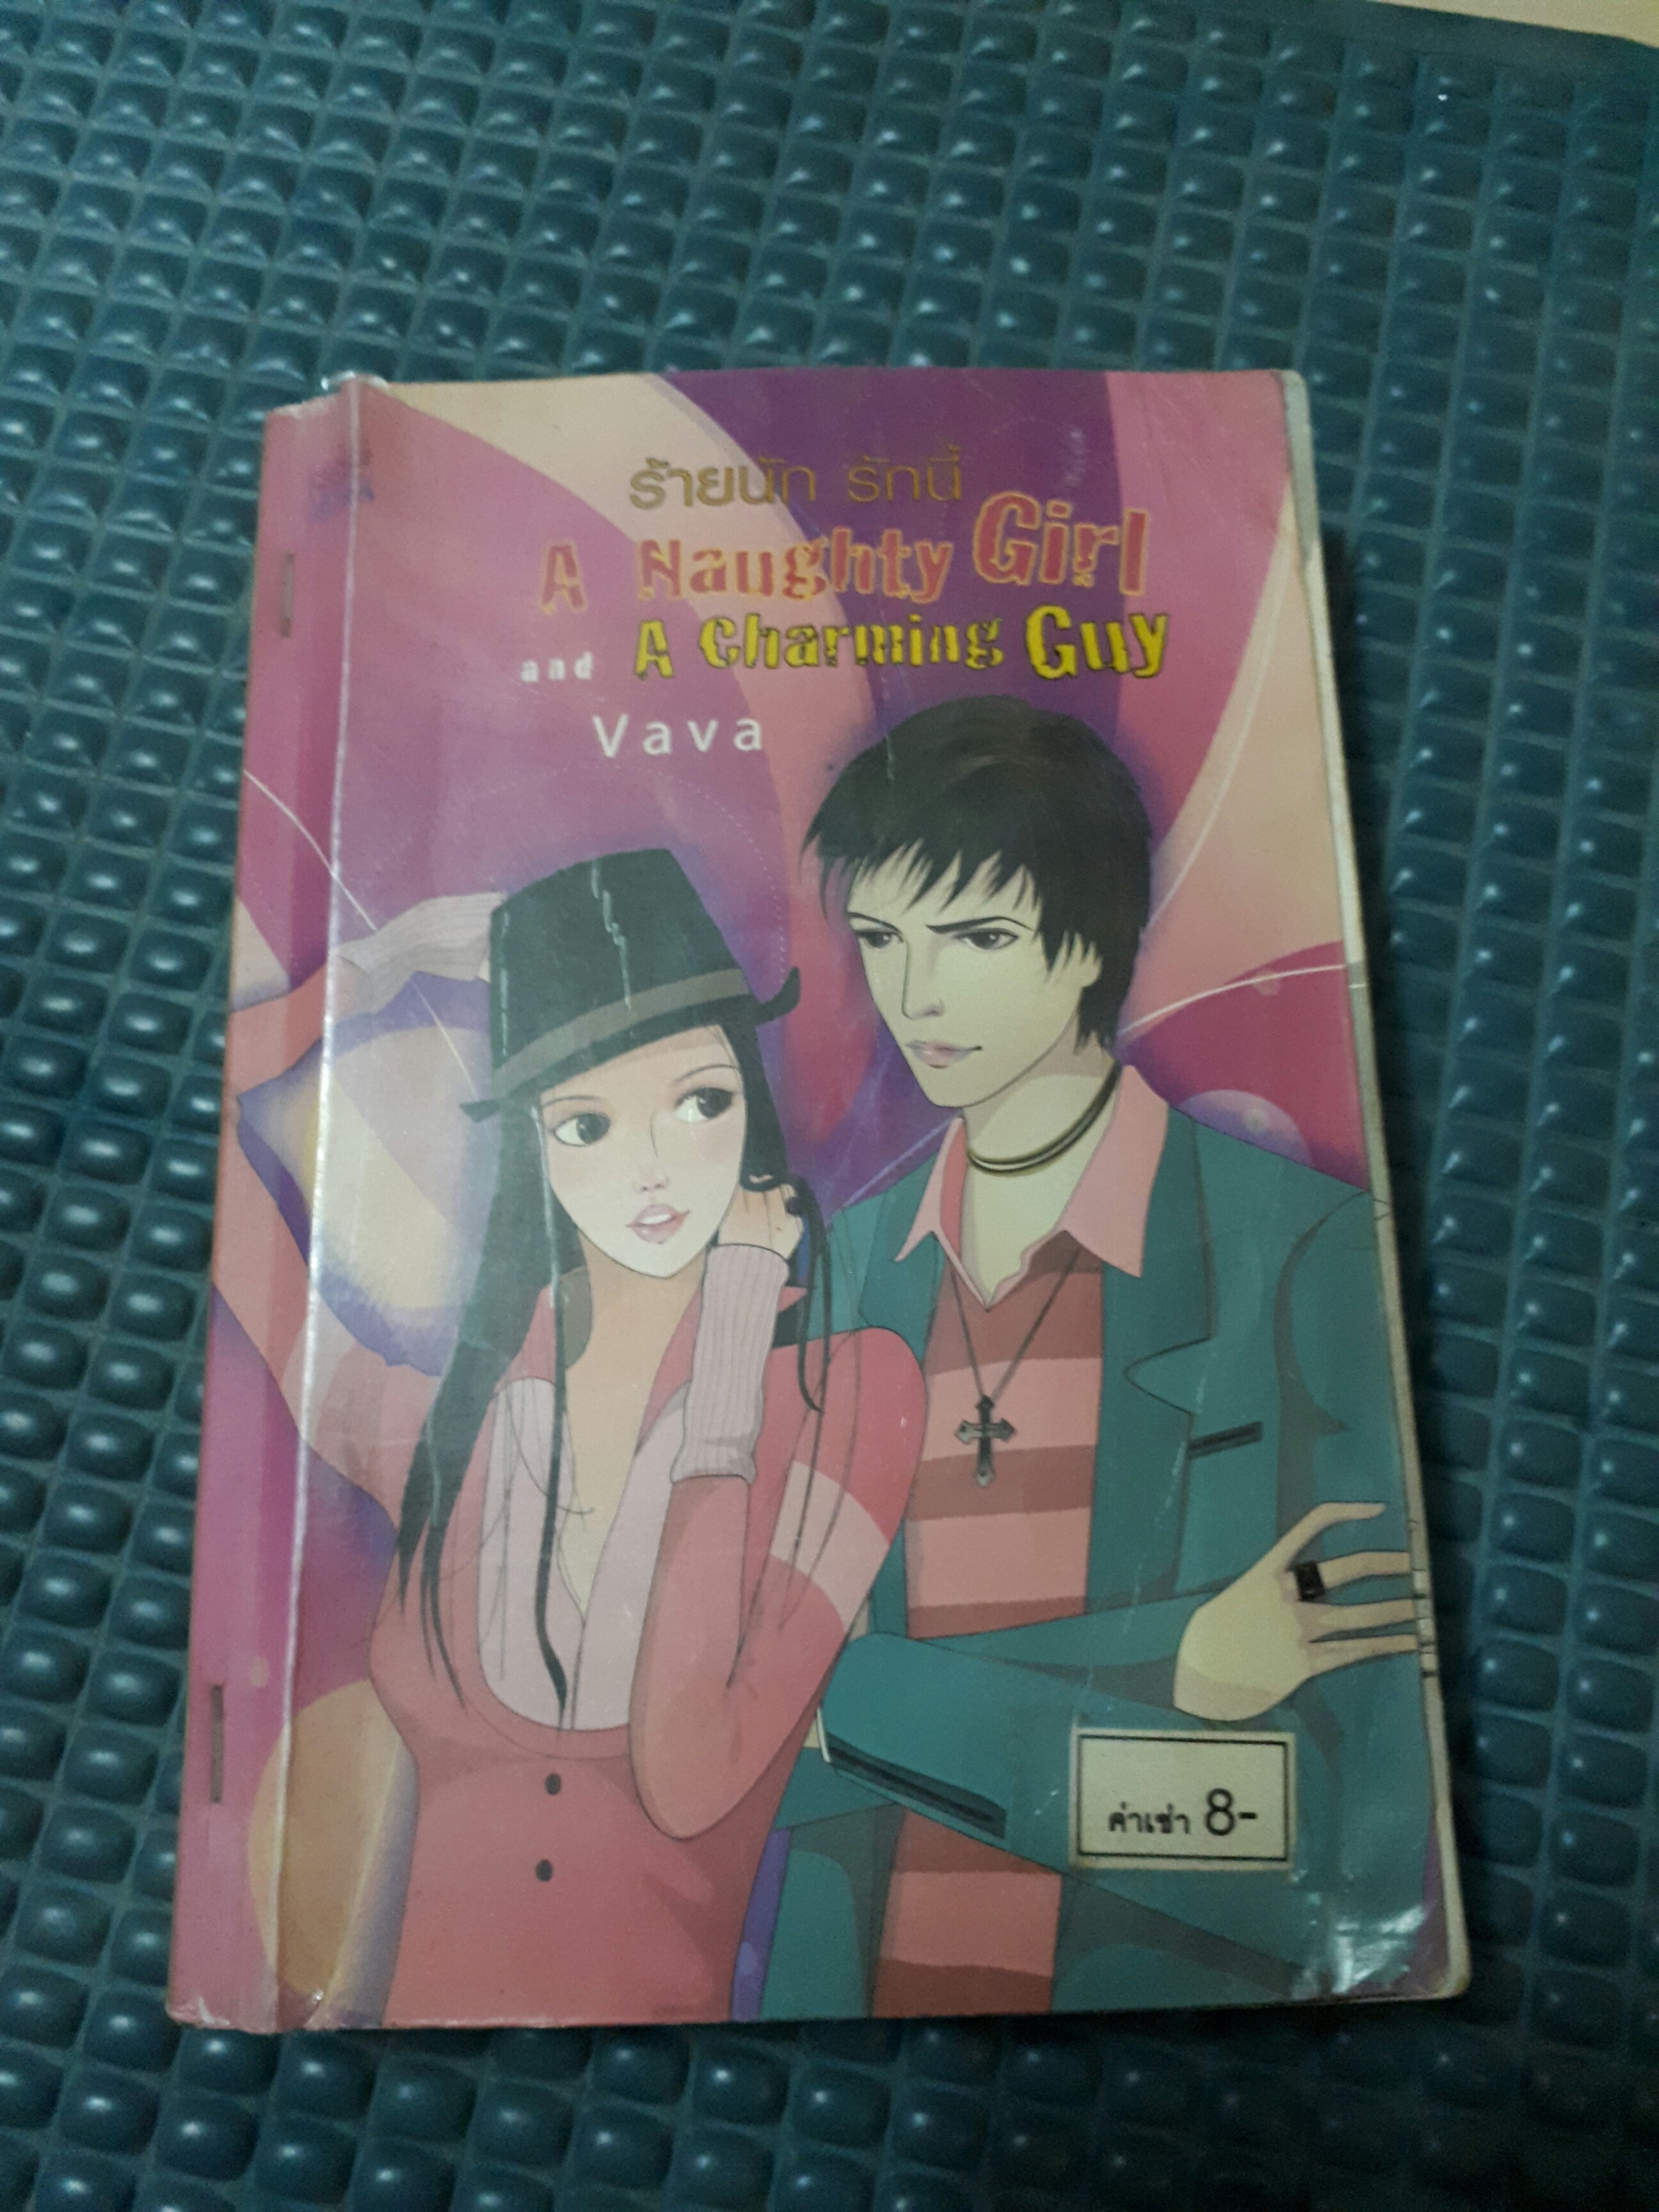 ร้ายนัก รักนี้
A Naughty Girl
and A Charming Guy
Vava
ค่าเช่า 8-